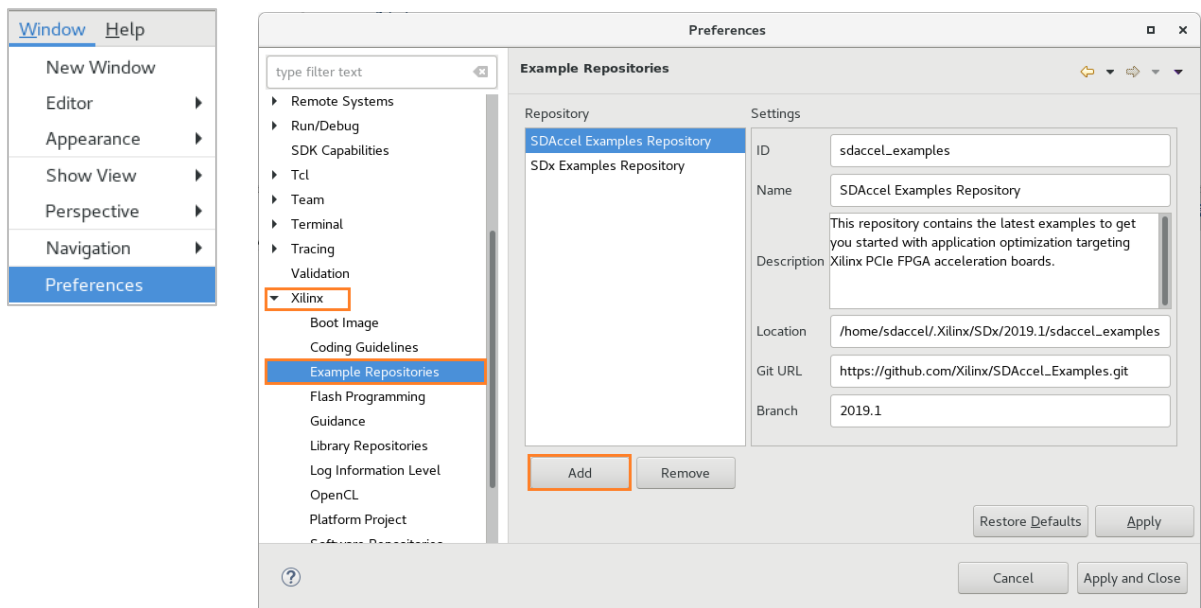 Window Help
New Window
Editor
Appearance
Show View
Perspective
Navigation
Preferences
Preferences
type filter text
Remote Systems
Run/Debug
SDK Capabilities
Tcl
Team
Terminal
Tracing
Validation
Xilinx
Boot Image
Coding Guidelines
Example Repositories
Flash Programming
Guidance
Library Repositories
Log Information Level
OpenCL
Platform Project
Software Repositories
Example Repositories
Repository
SDAccel Examples Repository
SDx Examples Repository
Add Remove
Settings
ID sdaccel_examples
Name SDAccel Examples Repository
Description This repository contains the latest examples to get
you started with application optimization targeting
Xilinx PCIe FPGA acceleration boards.
Location /home/sdaccel/.Xilinx/SDx/2019.1/sdaccel_examples
Git URL https://github.com/Xilinx/SDAccel_Examples.git
Branch 2019.1
Restore Defaults Apply
? Cancel Apply and Close